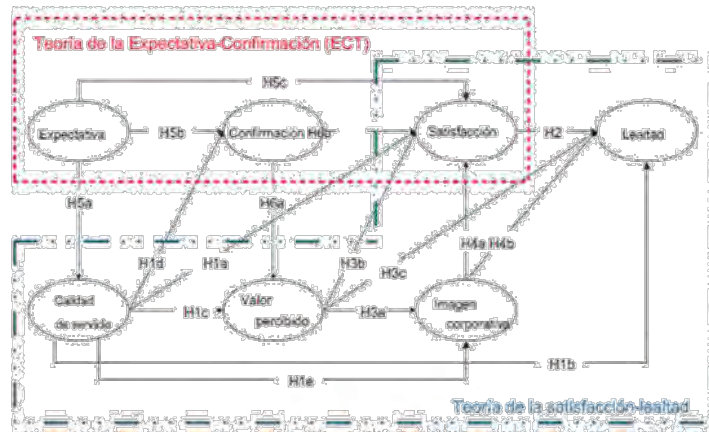 Teoría de la Expectativa-Confirmación (ECT)
H5c
Expectativa
H5b
Confirmación
H6b
Satisfacción
H2
Lealtad
H5a
H6a
H1d
H1a
H3b
H3c
H4a H4b
Calidad
de servicio
H1c
Valor
percibido
H3a
Imagen
corporativa
H1b
H1e
Teoría de la satisfacción-lealtad